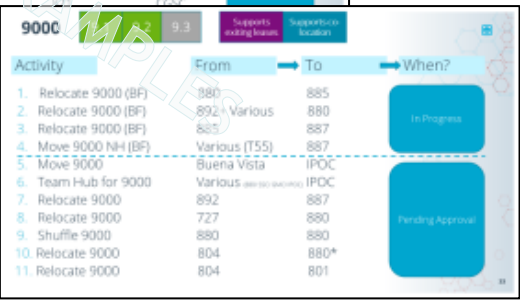 9000 9.1 9.2 9.3 Supports exiting leases Supports co-location
Activity From To When?
1. Relocate 9000 (BF) 880 885
2. Relocate 9000 (BF) 892 + Various 880
3. Relocate 9000 (BF) 885 887
4. Move 9000 NH (BF) Various (T55) 887
In Progress
5. Move 9000 Buena Vista IPOC
6. Team Hub for 9000 Various IPOC
7. Relocate 9000 892 887
8. Relocate 9000 727 880
9. Shuffle 9000 880 880
10. Relocate 9000 804 880*
11. Relocate 9000 804 801
Pending Approval